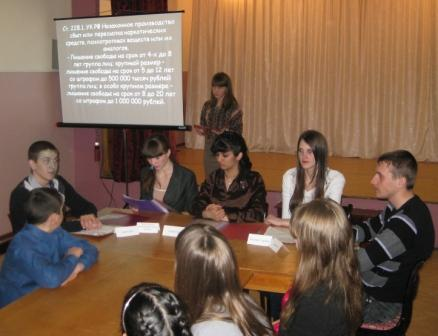 Ст. 228.1. УК РФ Незаконное производство
сбыт или пересылка наркотических
средств, психотропных веществ или их
аналогов.
- Лишение свободы на срок от 4-х до 8
лет группа лиц; крупный размер -
лишение свободы на срок от 5 до 12 лет
со штрафом до 500 000 тысяч рублей
группа лиц; в особо крупном размере -
лишение свободы на срок от 8 до 20 лет
со штрафом до 1 000 000 рублей.